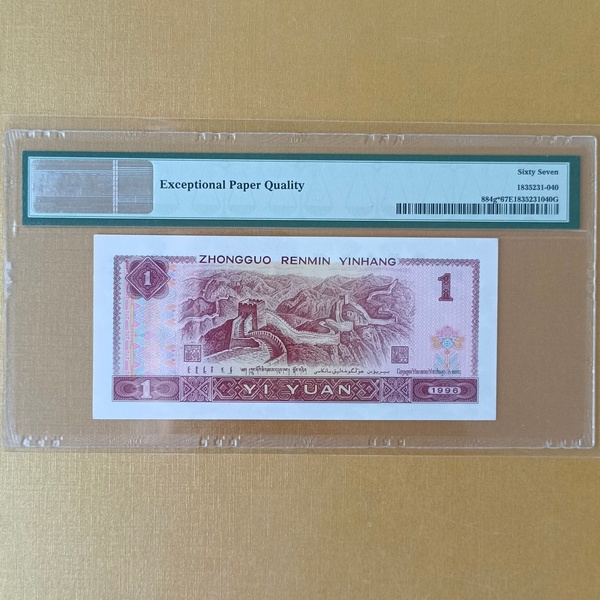 Sixty Seven
Exceptional Paper Quality
1835231-040
884g*67E1835231040G
ZHONGGUO RENMIN YINHANG
1 1
1 YI YUAN 1996